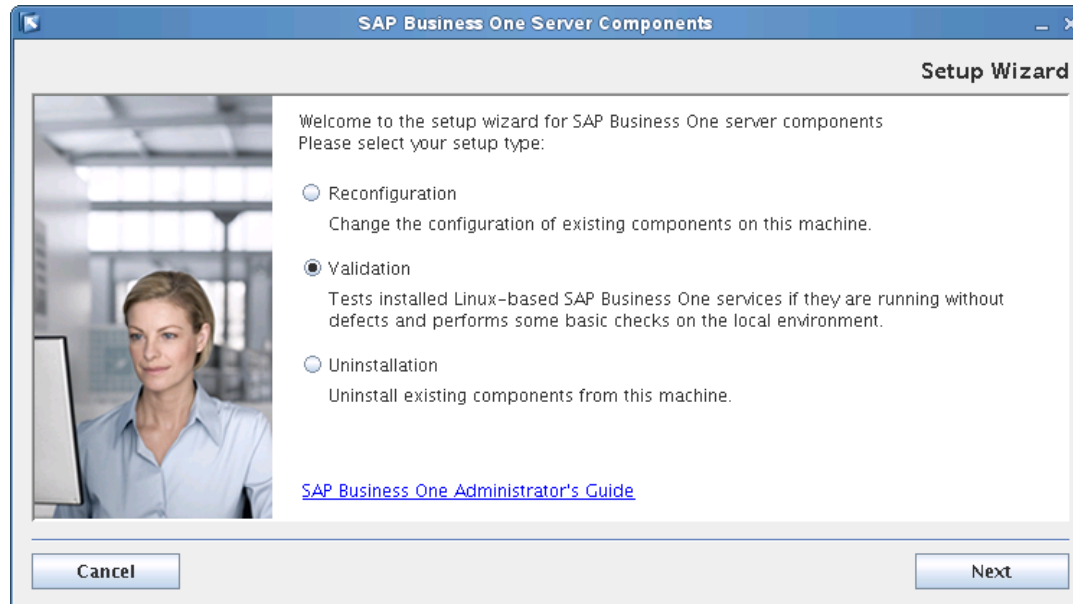 SAP Business One Server Components
Setup Wizard
Welcome to the setup wizard for SAP Business One server components
Please select your setup type:
Reconfiguration
Change the configuration of existing components on this machine.
Validation
Tests installed Linux-based SAP Business One services if they are running without
defects and performs some basic checks on the local environment.
Uninstallation
Uninstall existing components from this machine.
SAP Business One Administrator's Guide
Cancel
Next